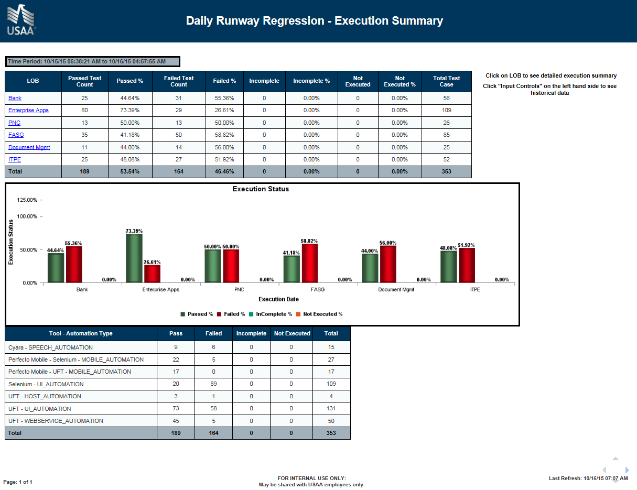 USAA®
Daily Runway Regression - Execution Summary
Time Period: 10/15/15 06:38:21 AM to 10/16/15 04:57:55 AM
LOB Passed Test Count Passed % Failed Test Count Failed % Incomplete Incomplete % Not Executed Not Executed % Total Test Case
Bank 25 44.64% 31 55.36% 0 0.00% 0 0.00% 56
Enterprise Apps 80 73.39% 29 26.61% 0 0.00% 0 0.00% 109
PNC 13 50.00% 13 50.00% 0 0.00% 0 0.00% 26
FASG 35 41.18% 50 58.82% 0 0.00% 0 0.00% 85
Document Mgmt 11 44.00% 14 56.00% 0 0.00% 0 0.00% 25
ITPE 25 48.08% 27 51.92% 0 0.00% 0 0.00% 52
Total 189 53.54% 164 46.46% 0 0.00% 0 0.00% 353
Click on LOB to see detailed execution summary
Click "Input Controls" on the left hand side to see
historical data
Execution Status
Execution Status
125.00%
100.00%
50.00%
0.00%
44.64% 55.36% 0.00%
73.39% 26.61% 0.00%
50.00% 50.00% 0.00%
41.18% 58.82% 0.00%
44.00% 56.00% 0.00%
48.08% 51.92% 0.00%
Bank Enterprise Apps PNC FASG Document Mgmt ITPE
Execution Date
Passed % Failed % InComplete % Not Executed %
Tool - Automation Type Pass Failed Incomplete Not Executed Total
Cyara - SPEECH_AUTOMATION 9 6 0 0 15
Perfecto Mobile - Selenium - MOBILE_AUTOMATION 22 5 0 0 27
Perfecto Mobile - UFT - MOBILE_AUTOMATION 17 0 0 0 17
Selenium - UI_AUTOMATION 20 89 0 0 109
UFT - HOST_AUTOMATION 3 1 0 0 4
UFT - UI_AUTOMATION 73 58 0 0 131
UFT - WEBSERVICE_AUTOMATION 45 5 0 0 50
Total 189 164 0 0 353
Page: 1 of 1
FOR INTERNAL USE ONLY:
May be shared with USAA employees only
Last Refresh: 10/16/15 07:07 AM